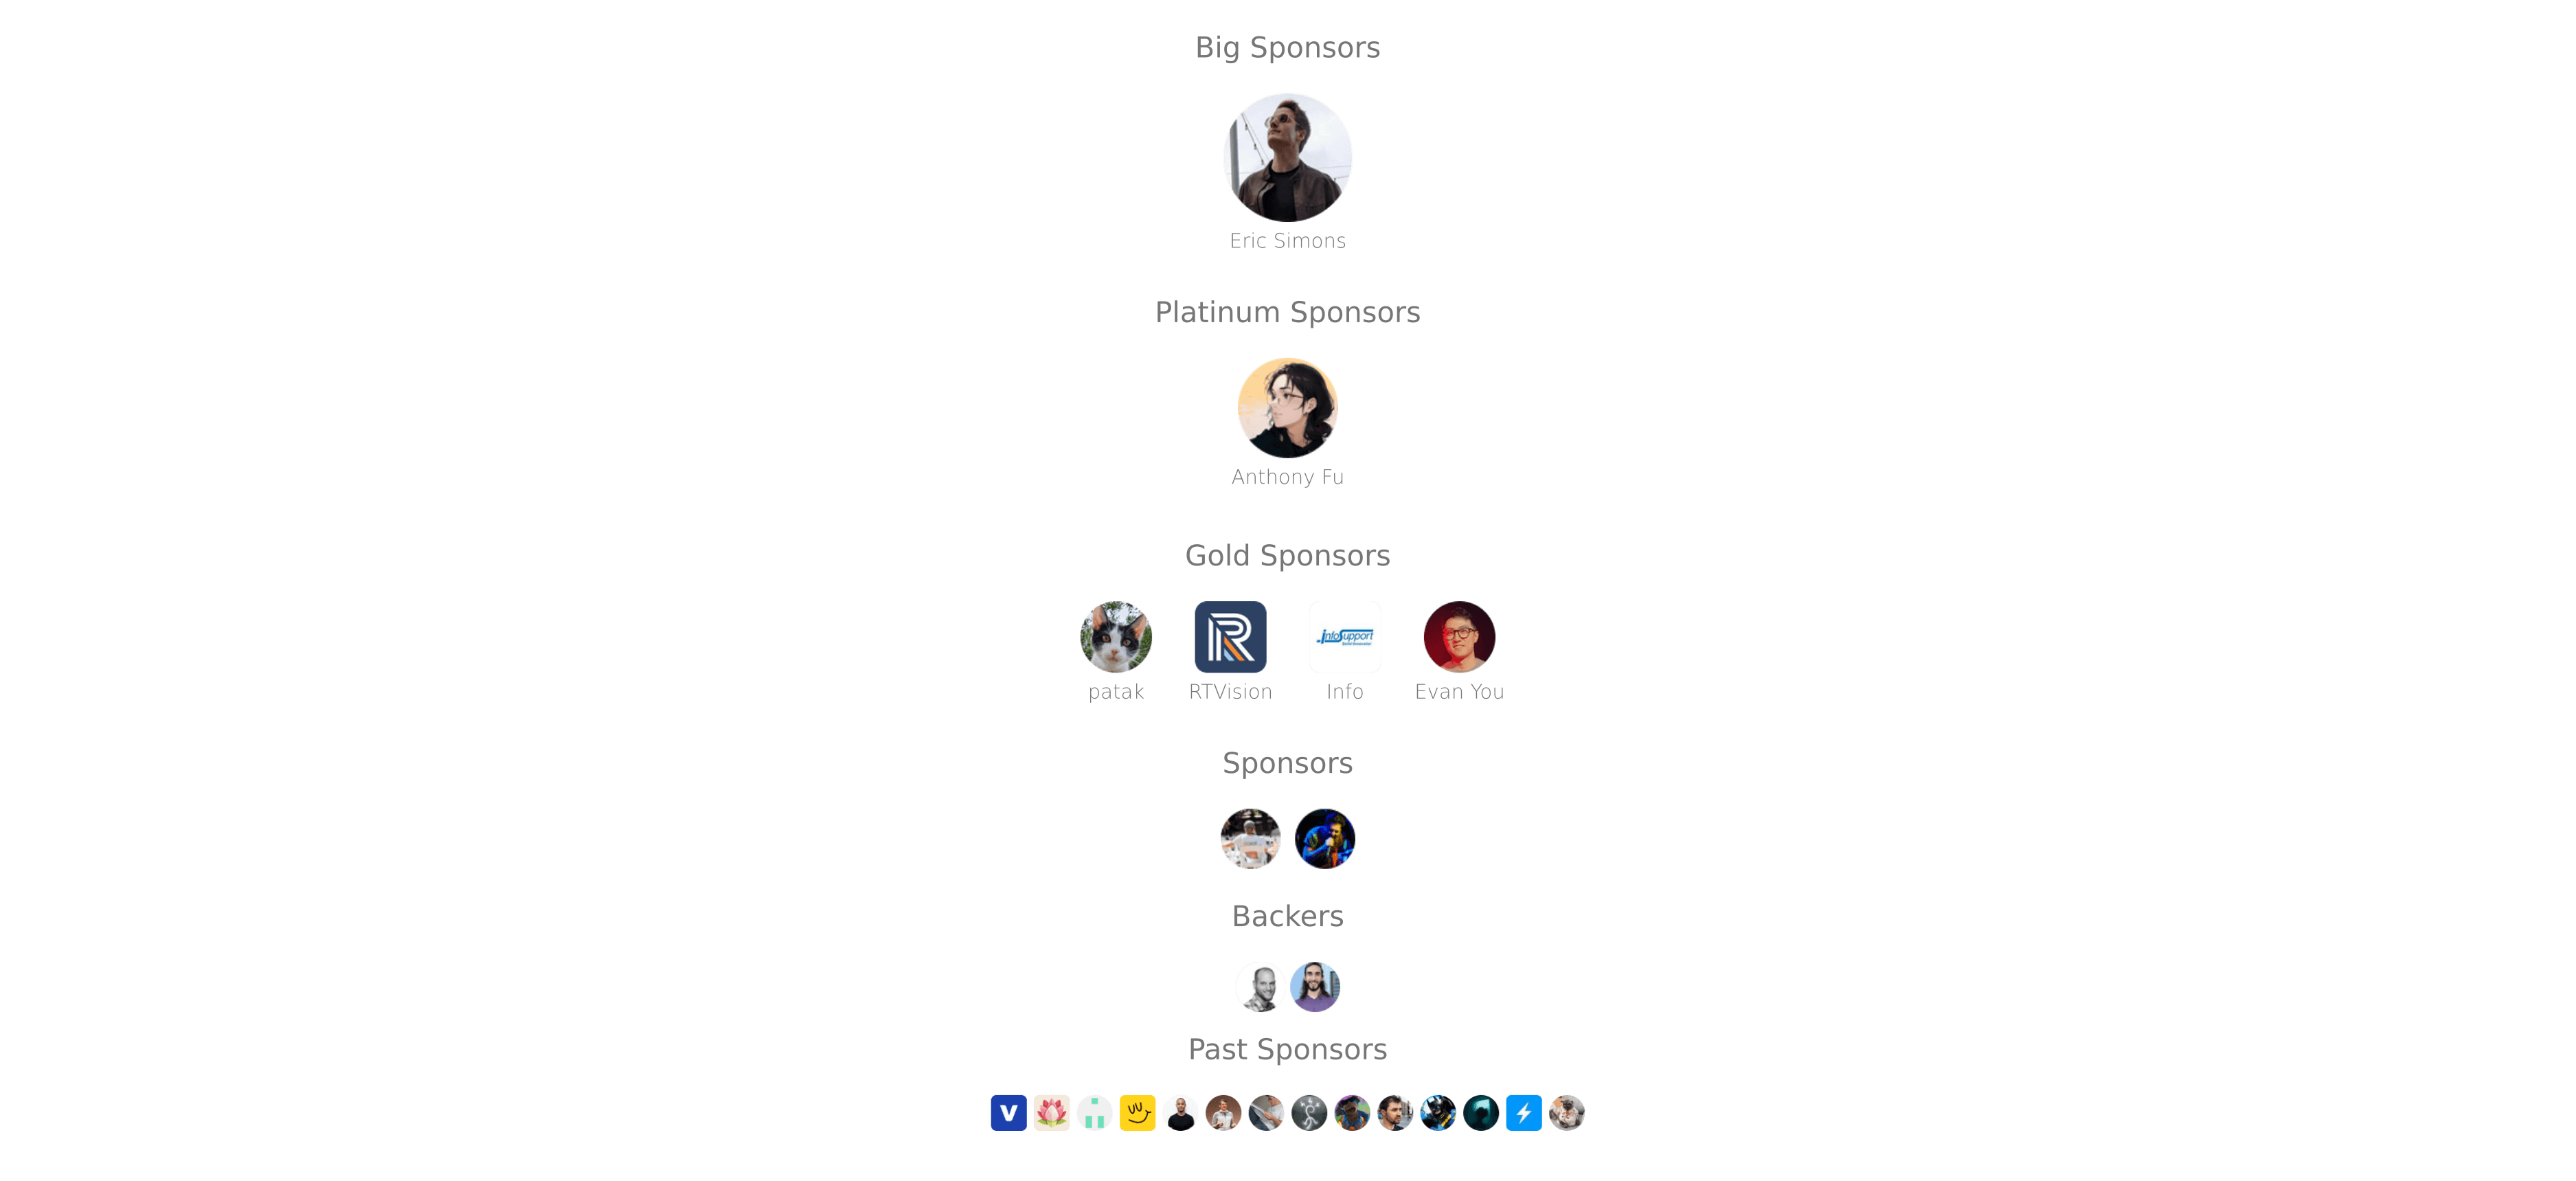 Big Sponsors
Eric Simons
Platinum Sponsors
Anthony Fu
Gold Sponsors
infoSupport
patak RTVision Info Evan You
Sponsors
Backers
Past Sponsors
V